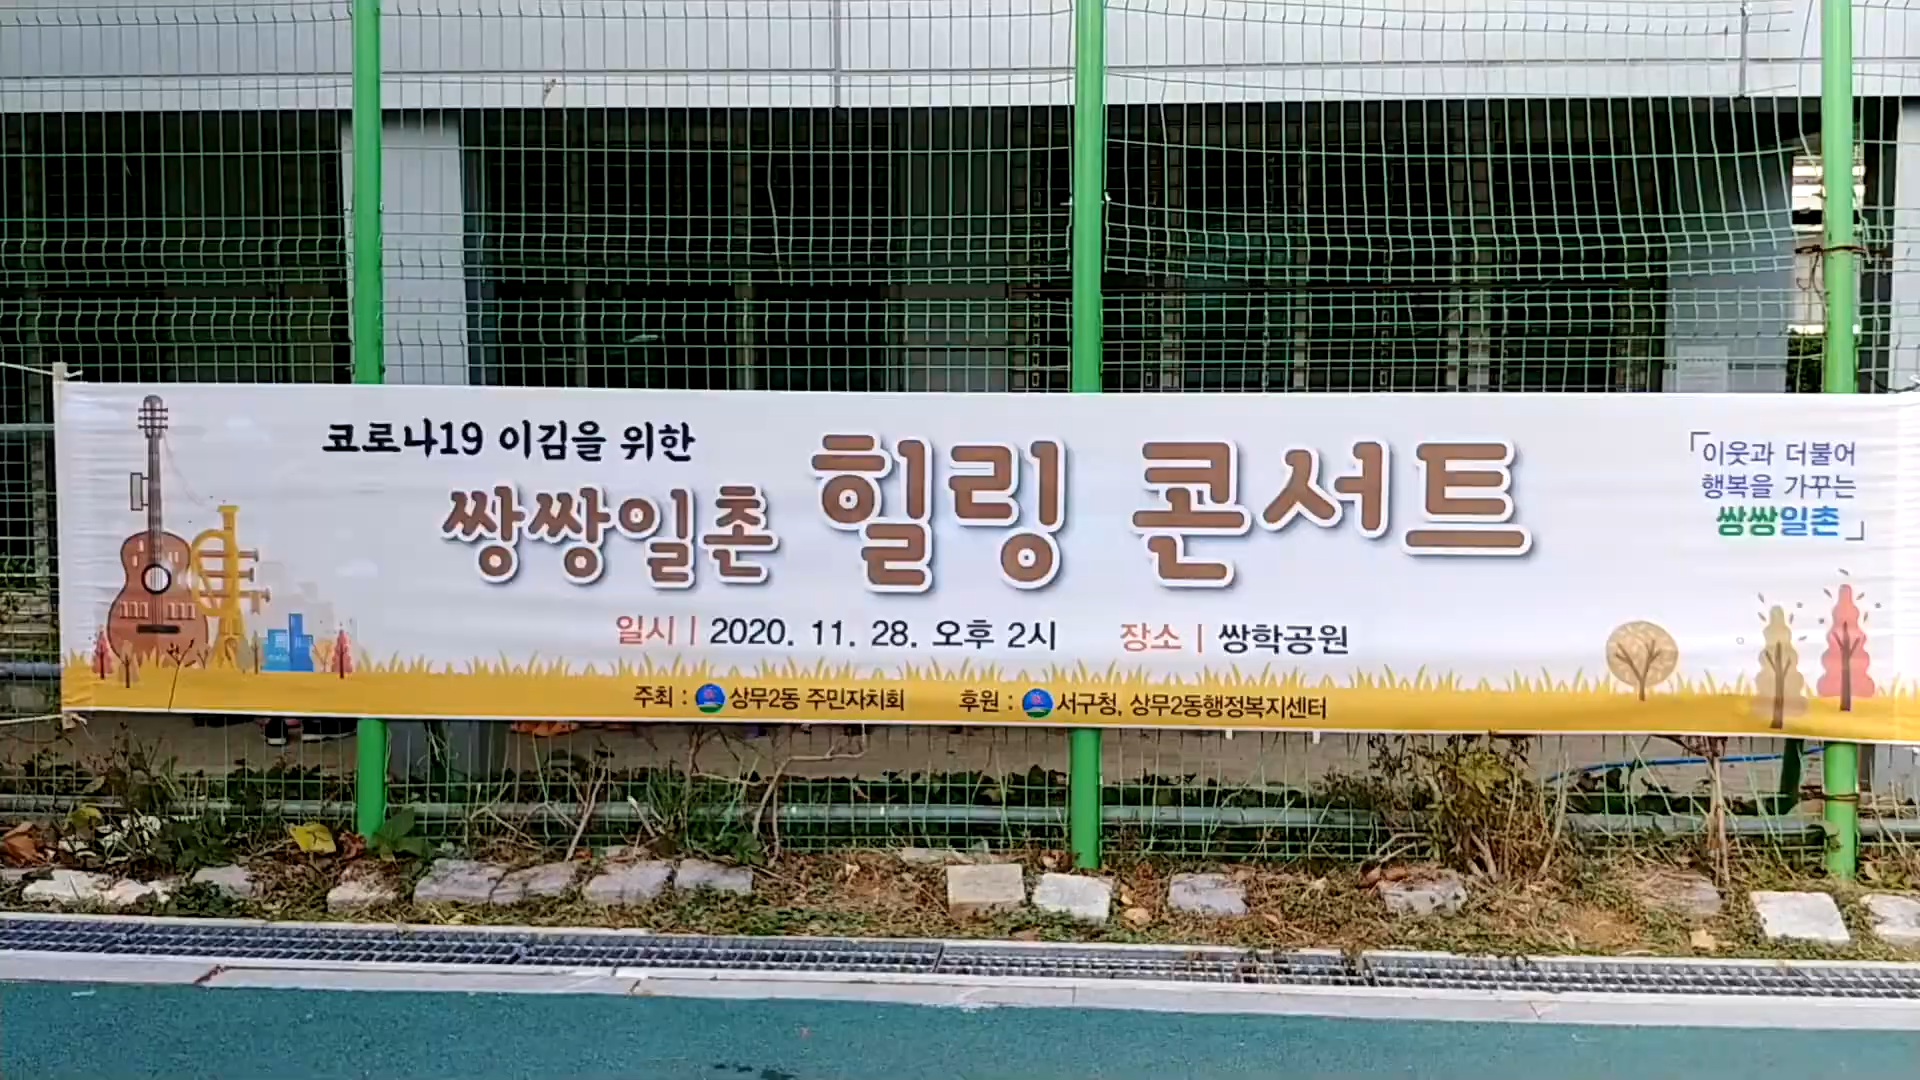 코로나19 이김을 위한
쌍쌍일촌 힐링 콘서트
일시 | 2020. 11. 28. 오후 2시 장소 | 쌍학공원
주최 : 상무2동 주민자치회 후원 : 서구청, 상무2동행정복지센터
「이웃과 더불어
행복을 가꾸는
쌍쌍일촌」